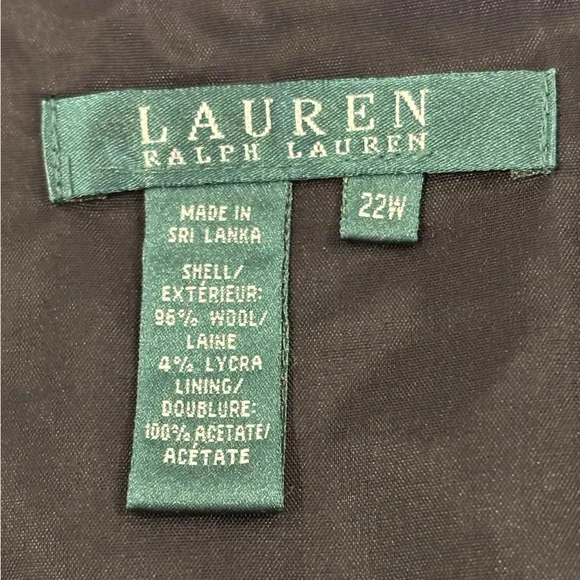 LAUREN
RALPH LAUREN
22W
MADE IN
SRI LANKA
SHELL/
EXTÉRIEUR:
96% WOOL/
LAINE
4% LYCRA
LINING/
DOUBLURE:
100% ACETATE/
ACÉTATE